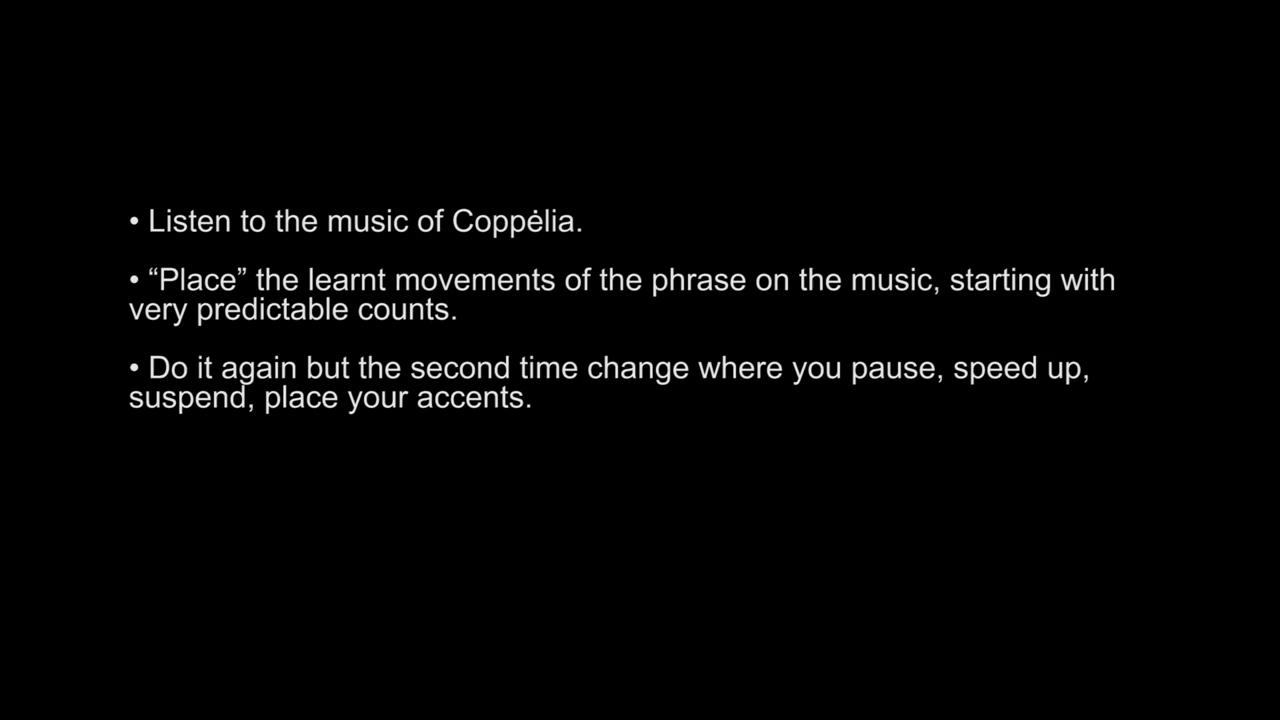 • Listen to the music of Coppėlia.
• “Place” the learnt movements of the phrase on the music, starting with
very predictable counts.
• Do it again but the second time change where you pause, speed up,
suspend, place your accents.